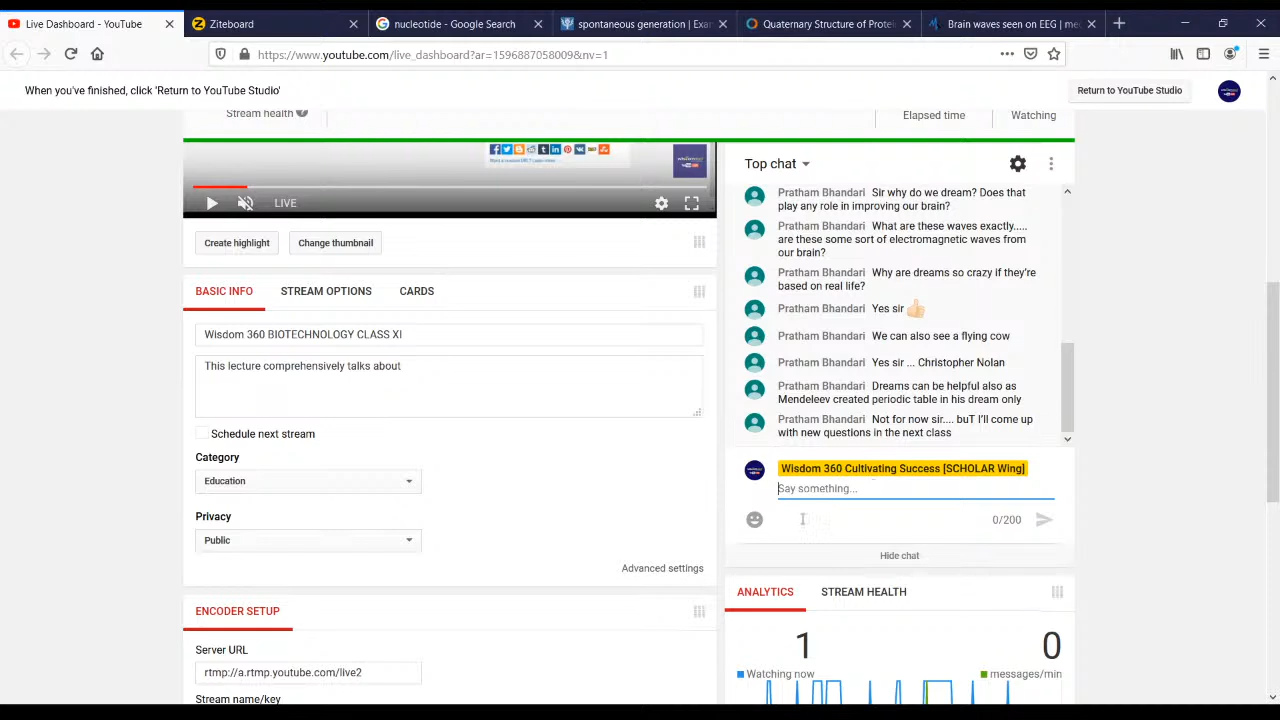 Live Dashboard - YouTube
Ziteboard
nucleotide - Google Search
spontaneous generation | Exa
Quaternary Structure of Prote
Brain waves seen on EEG | me
https://www.youtube.com/live_dashboard?ar=1596887058009&nv=1
When you've finished, click 'Return to YouTube Studio'
Return to YouTube Studio
Stream health
Elapsed time
Watching
LIVE
Create highlight
Change thumbnail
BASIC INFO
STREAM OPTIONS
CARDS
Wisdom 360 BIOTECHNOLOGY CLASS XI
This lecture comprehensively talks about
Schedule next stream
Category
Education
Privacy
Public
Advanced settings
ENCODER SETUP
Server URL
rtmp://a.rtmp.youtube.com/live2
Stream name/key
Top chat
Pratham Bhandari Sir why do we dream? Does that
play any role in improving our brain?
Pratham Bhandari What are these waves exactly.....
are these some sort of electromagnetic waves from
our brain?
Pratham Bhandari Why are dreams so crazy if they're
based on real life?
Pratham Bhandari Yes sir
Pratham Bhandari We can also see a flying cow
Pratham Bhandari Yes sir ... Christopher Nolan
Pratham Bhandari Dreams can be helpful also as
Mendeleev created periodic table in his dream only
Pratham Bhandari Not for now sir.... buT I'll come up
with new questions in the next class
Wisdom 360 Cultivating Success [SCHOLAR Wing]
Say something...
0/200
Hide chat
ANALYTICS
STREAM HEALTH
1
0
Watching now
messages/min